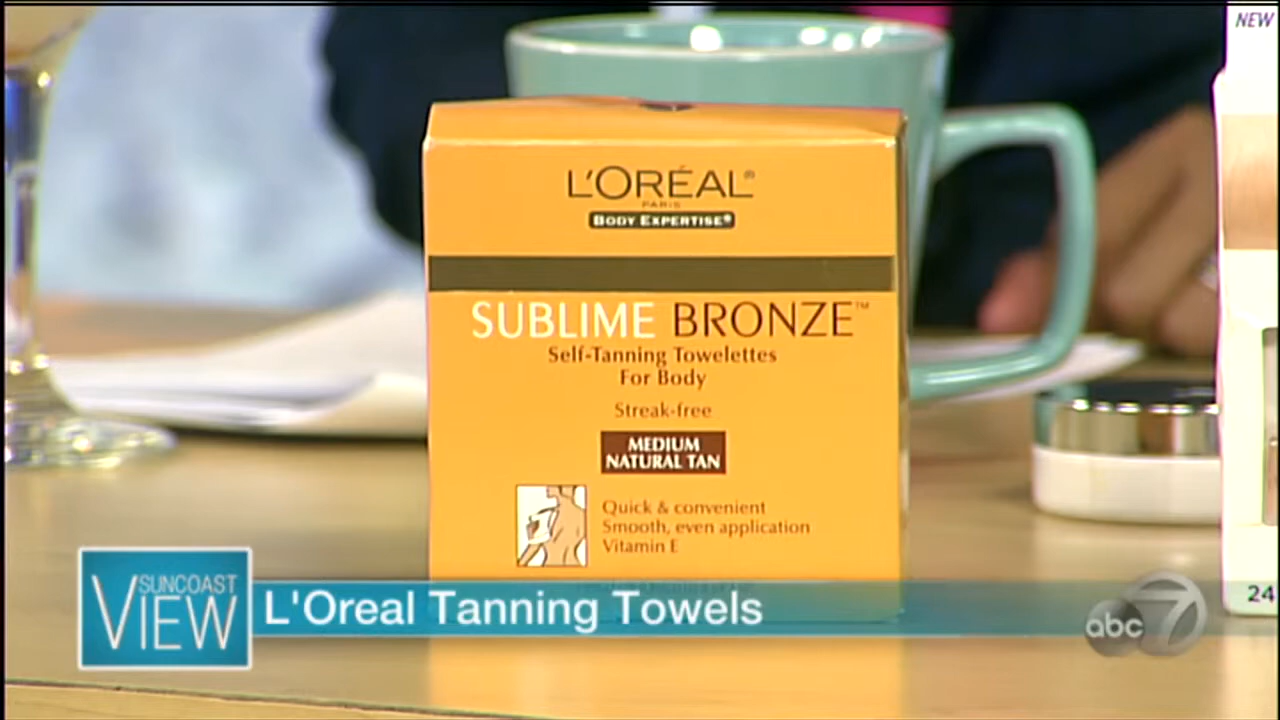 NEW
L'ORÉAL®
PARIS
BODY EXPERTISE®
SUBLIME BRONZE™
Self-Tanning Towelettes
For Body
Streak-free
MEDIUM
NATURAL TAN
Quick & convenient
Smooth, even application
Vitamin E
24
SUNCOAST
VIEW
L'Oreal Tanning Towels
abc 7